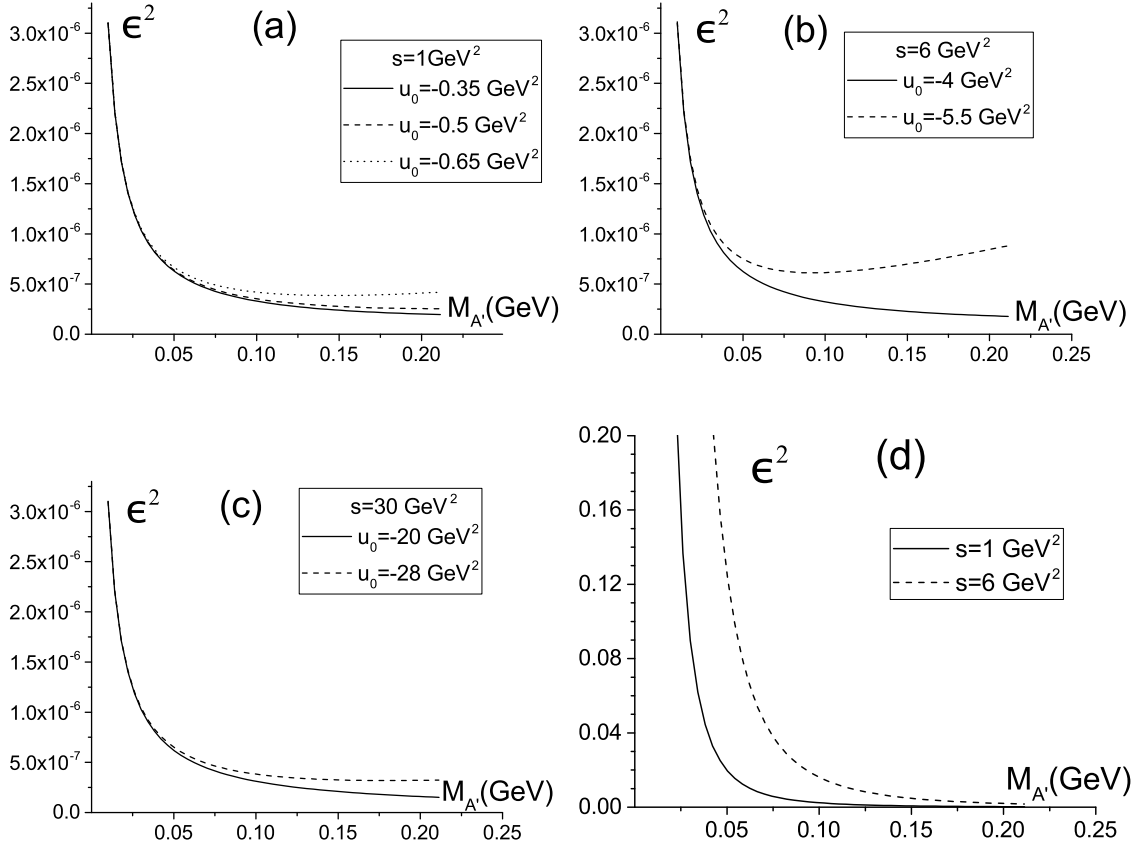 ϵ²
(a)
s=1GeV²
u₀=-0.35 GeV²
u₀=-0.5 GeV²
u₀=-0.65 GeV²
3.0x10⁻⁶
2.5x10⁻⁶
2.0x10⁻⁶
1.5x10⁻⁶
1.0x10⁻⁶
5.0x10⁻⁷
0.0
M_A'(GeV)
0.05 0.10 0.15 0.20
ϵ²
(b)
s=6 GeV²
u₀=-4 GeV²
u₀=-5.5 GeV²
3.0x10⁻⁶
2.5x10⁻⁶
2.0x10⁻⁶
1.5x10⁻⁶
1.0x10⁻⁶
5.0x10⁻⁷
0.0
M_A'(GeV)
0.05 0.10 0.15 0.20 0.25
ϵ²
(c)
s=30 GeV²
u₀=-20 GeV²
u₀=-28 GeV²
3.0x10⁻⁶
2.5x10⁻⁶
2.0x10⁻⁶
1.5x10⁻⁶
1.0x10⁻⁶
5.0x10⁻⁷
0.0
M_A'(GeV)
0.05 0.10 0.15 0.20 0.25
ϵ²
(d)
s=1 GeV²
s=6 GeV²
0.20
0.16
0.12
0.08
0.04
0.00
M_A'(GeV)
0.05 0.10 0.15 0.20 0.25